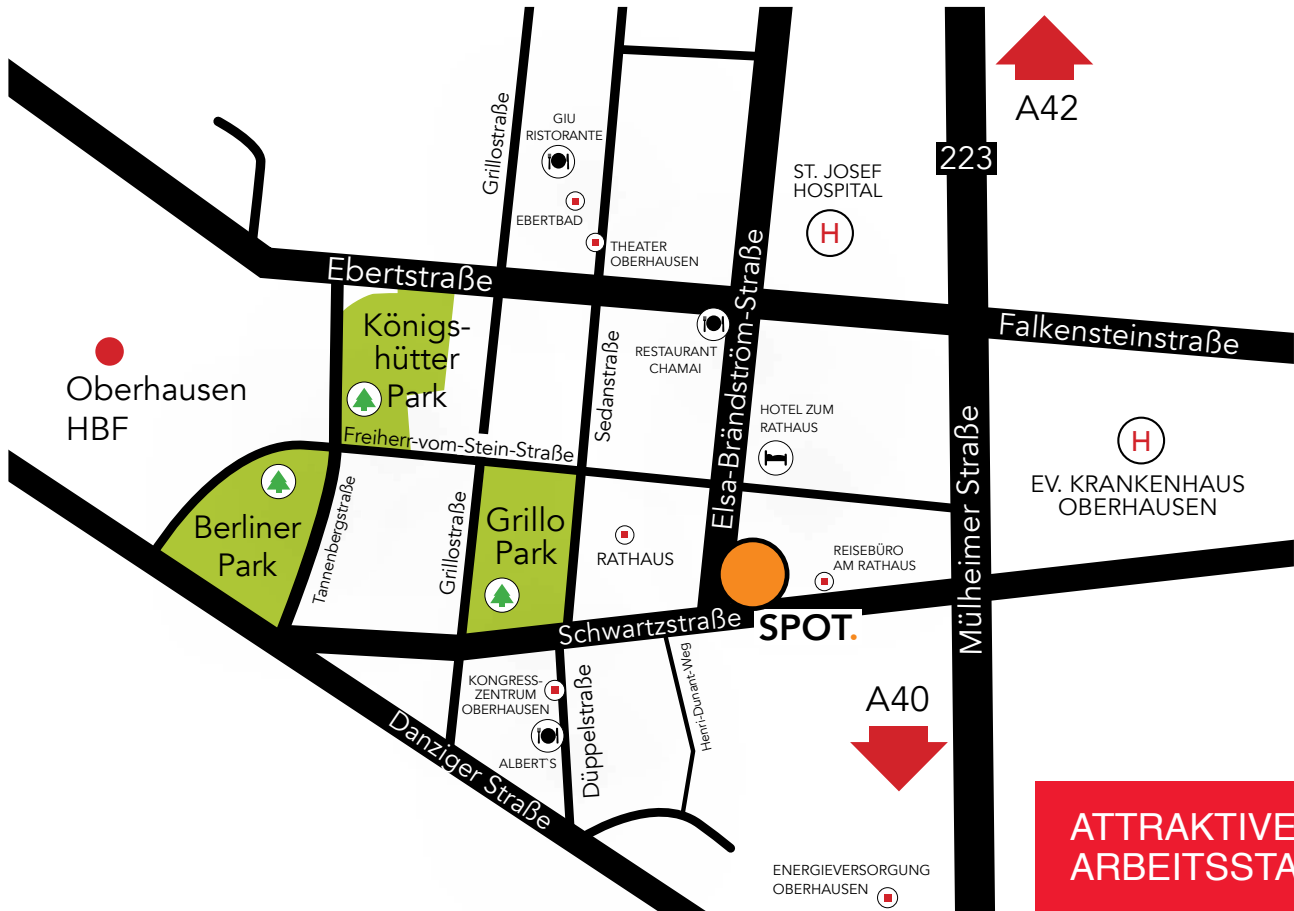 A42
223
GIU
RISTORANTE
Grillostraße
EBERTBAD
THEATER
OBERHAUSEN
ST. JOSEF
HOSPITAL
H
Ebertstraße
Elsa-Brändström-Straße
Falkensteinstraße
Königs-
hütter
Park
RESTAURANT
CHAMAI
Sedanstraße
Oberhausen
HBF
HOTEL ZUM
RATHAUS
Freiherr-vom-Stein-Straße
Mülheimer Straße
H
EV. KRANKENHAUS
OBERHAUSEN
Berliner
Park
Tannenbergstraße
Grillostraße
Grillo
Park
RATHAUS
REISEBÜRO
AM RATHAUS
Schwartzstraße
SPOT.
KONGRESS-
ZENTRUM
OBERHAUSEN
Düppelstraße
Henri-Dunant-Weg
A40
Danziger Straße
ALBERT`S
ENERGIEVERSORGUNG
OBERHAUSEN
ATTRAKTIVE
ARBEITSSTA